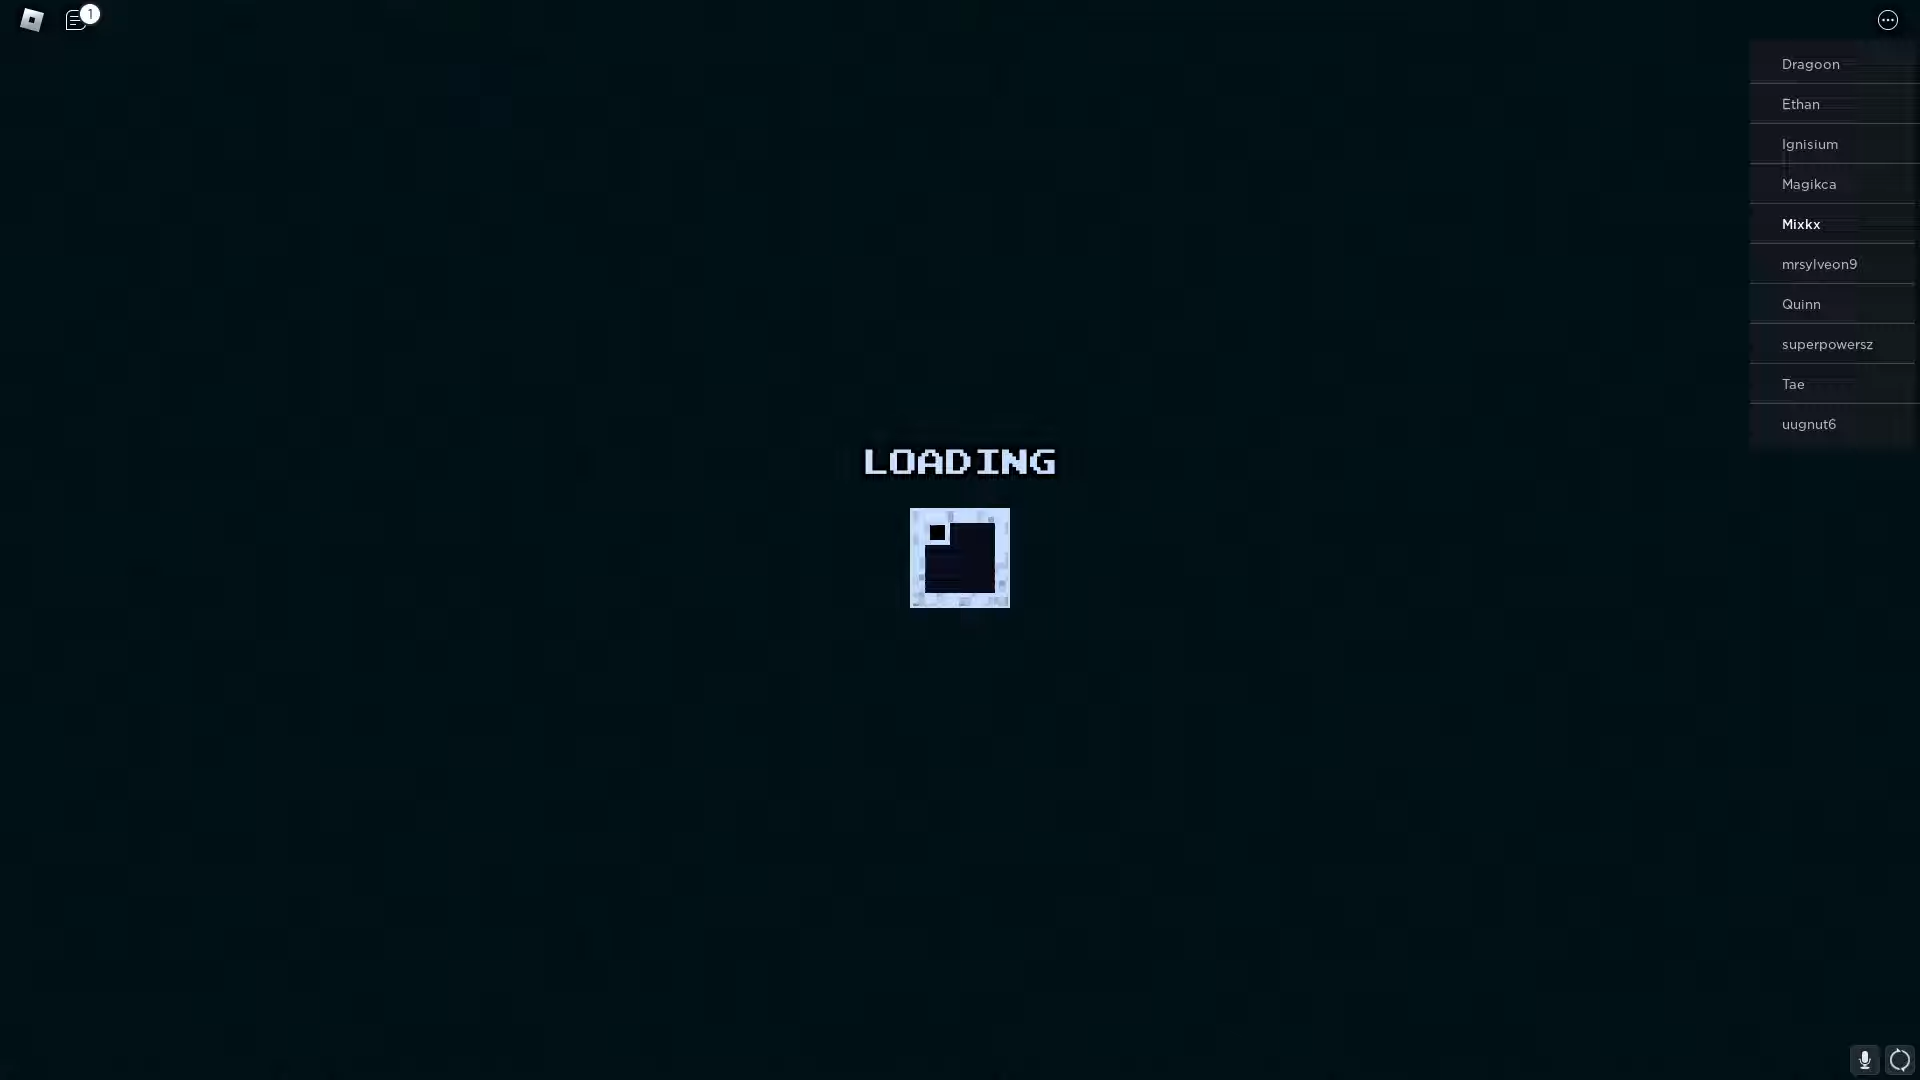 1
Dragoon
Ethan
Ignisium
Magikca
Mixkx
mrsylveon9
Quinn
superpowersz
Tae
uugnut6
LOADING